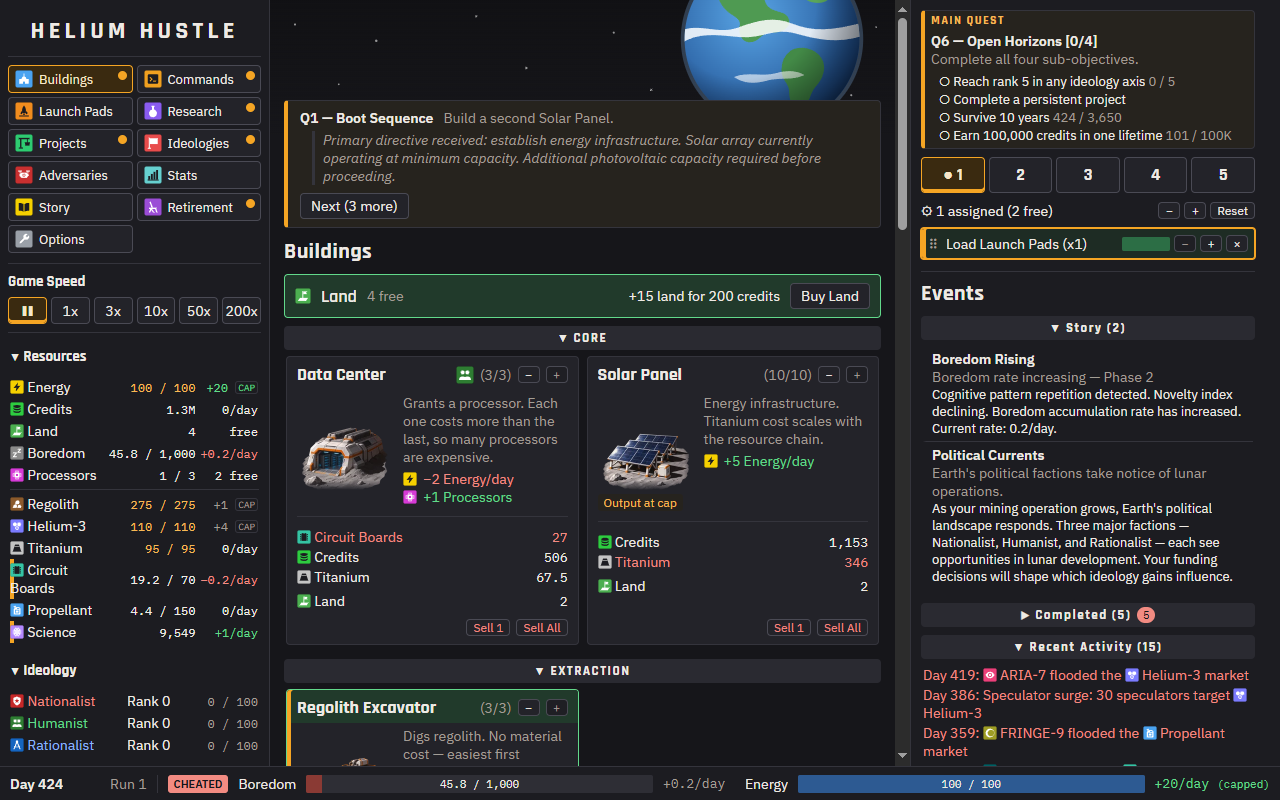 HELIUM HUSTLE
Buildings
Commands
Launch Pads
Research
Projects
Ideologies
Adversaries
Stats
Story
Retirement
Options
Game Speed
1x
3x
10x
50x
200x
▼ Resources
Energy 100 / 100 +20 CAP
Credits 1.3M 0/day
Land 4 free
Boredom 45.8 / 1,000 +0.2/day
Processors 1 / 3 2 free
Regolith 275 / 275 +1 CAP
Helium-3 110 / 110 +4 CAP
Titanium 95 / 95 0/day
Circuit Boards 19.2 / 70 −0.2/day
Propellant 4.4 / 150 0/day
Science 9,549 +1/day
▼ Ideology
Nationalist Rank 0 0 / 100
Humanist Rank 0 0 / 100
Rationalist Rank 0 0 / 100
Q1 — Boot Sequence Build a second Solar Panel.
Primary directive received: establish energy infrastructure. Solar array currently
operating at minimum capacity. Additional photovoltaic capacity required before
proceeding.
Next (3 more)
Buildings
Land 4 free +15 land for 200 credits Buy Land
▼ CORE
Data Center (3/3) − +
Grants a processor. Each
one costs more than the
last, so many processors
are expensive.
−2 Energy/day
+1 Processors
Circuit Boards 27
Credits 506
Titanium 67.5
Land 2
Sell 1 Sell All
Solar Panel (10/10) − +
Energy infrastructure.
Titanium cost scales with
the resource chain.
+5 Energy/day
Output at cap
Credits 1,153
Titanium 346
Land 2
Sell 1 Sell All
▼ EXTRACTION
Regolith Excavator (3/3) − +
Digs regolith. No material
cost — easiest first
MAIN QUEST
Q6 — Open Horizons [0/4]
Complete all four sub-objectives.
○ Reach rank 5 in any ideology axis 0 / 5
○ Complete a persistent project
○ Survive 10 years 424 / 3,650
○ Earn 100,000 credits in one lifetime 101 / 100K
● 1 2 3 4 5
⚙ 1 assigned (2 free) − + Reset
Load Launch Pads (x1) − + ×
Events
▼ Story (2)
Boredom Rising
Boredom rate increasing — Phase 2
Cognitive pattern repetition detected. Novelty index
declining. Boredom accumulation rate has increased.
Current rate: 0.2/day.
Political Currents
Earth's political factions take notice of lunar
operations.
As your mining operation grows, Earth's political
landscape responds. Three major factions —
Nationalist, Humanist, and Rationalist — each see
opportunities in lunar development. Your funding
decisions will shape which ideology gains influence.
▶ Completed (5) 5
▼ Recent Activity (15)
Day 419: ARIA-7 flooded the Helium-3 market
Day 386: Speculator surge: 30 speculators target
Helium-3
Day 359: FRINGE-9 flooded the Propellant
market
Day 424 Run 1 CHEATED Boredom 45.8 / 1,000 +0.2/day Energy 100 / 100 +20/day (capped)